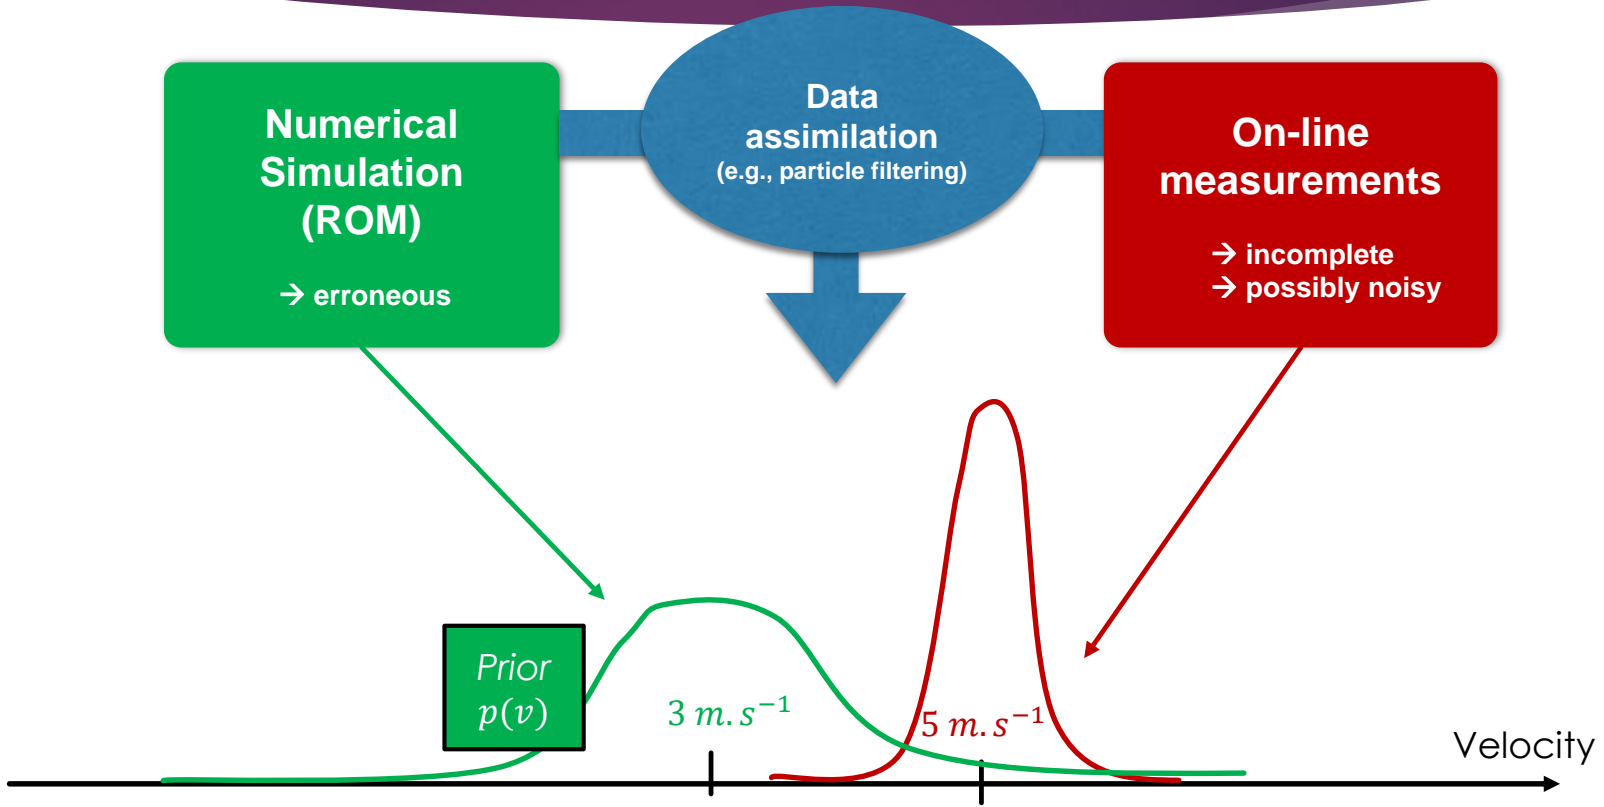 Numerical
Simulation
(ROM)
→ erroneous
Data
assimilation
(e.g., particle filtering)
On-line
measurements
→ incomplete
→ possibly noisy
Prior
p(v)
3 m.s⁻¹
5 m.s⁻¹
Velocity